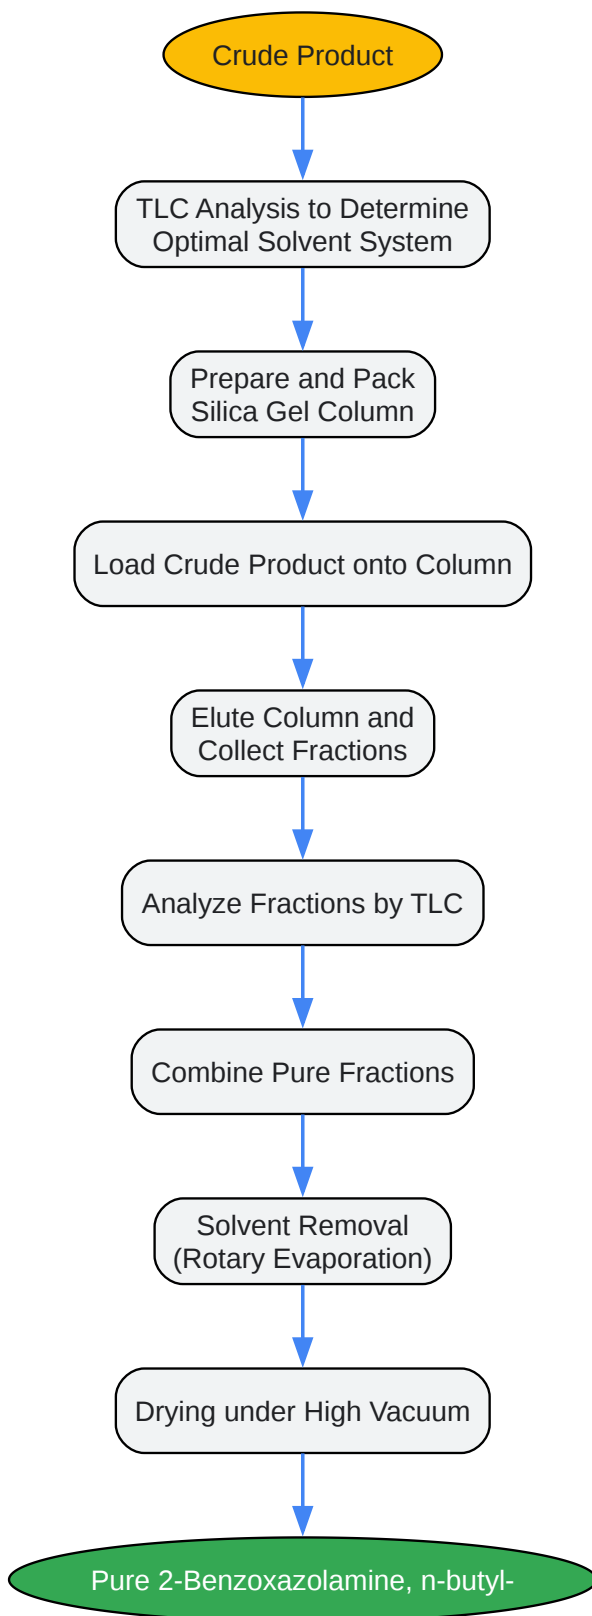 Crude Product
TLC Analysis to Determine
Optimal Solvent System
Prepare and Pack
Silica Gel Column
Load Crude Product onto Column
Elute Column and
Collect Fractions
Analyze Fractions by TLC
Combine Pure Fractions
Solvent Removal
(Rotary Evaporation)
Drying under High Vacuum
Pure 2-Benzoxazolamine, n-butyl-